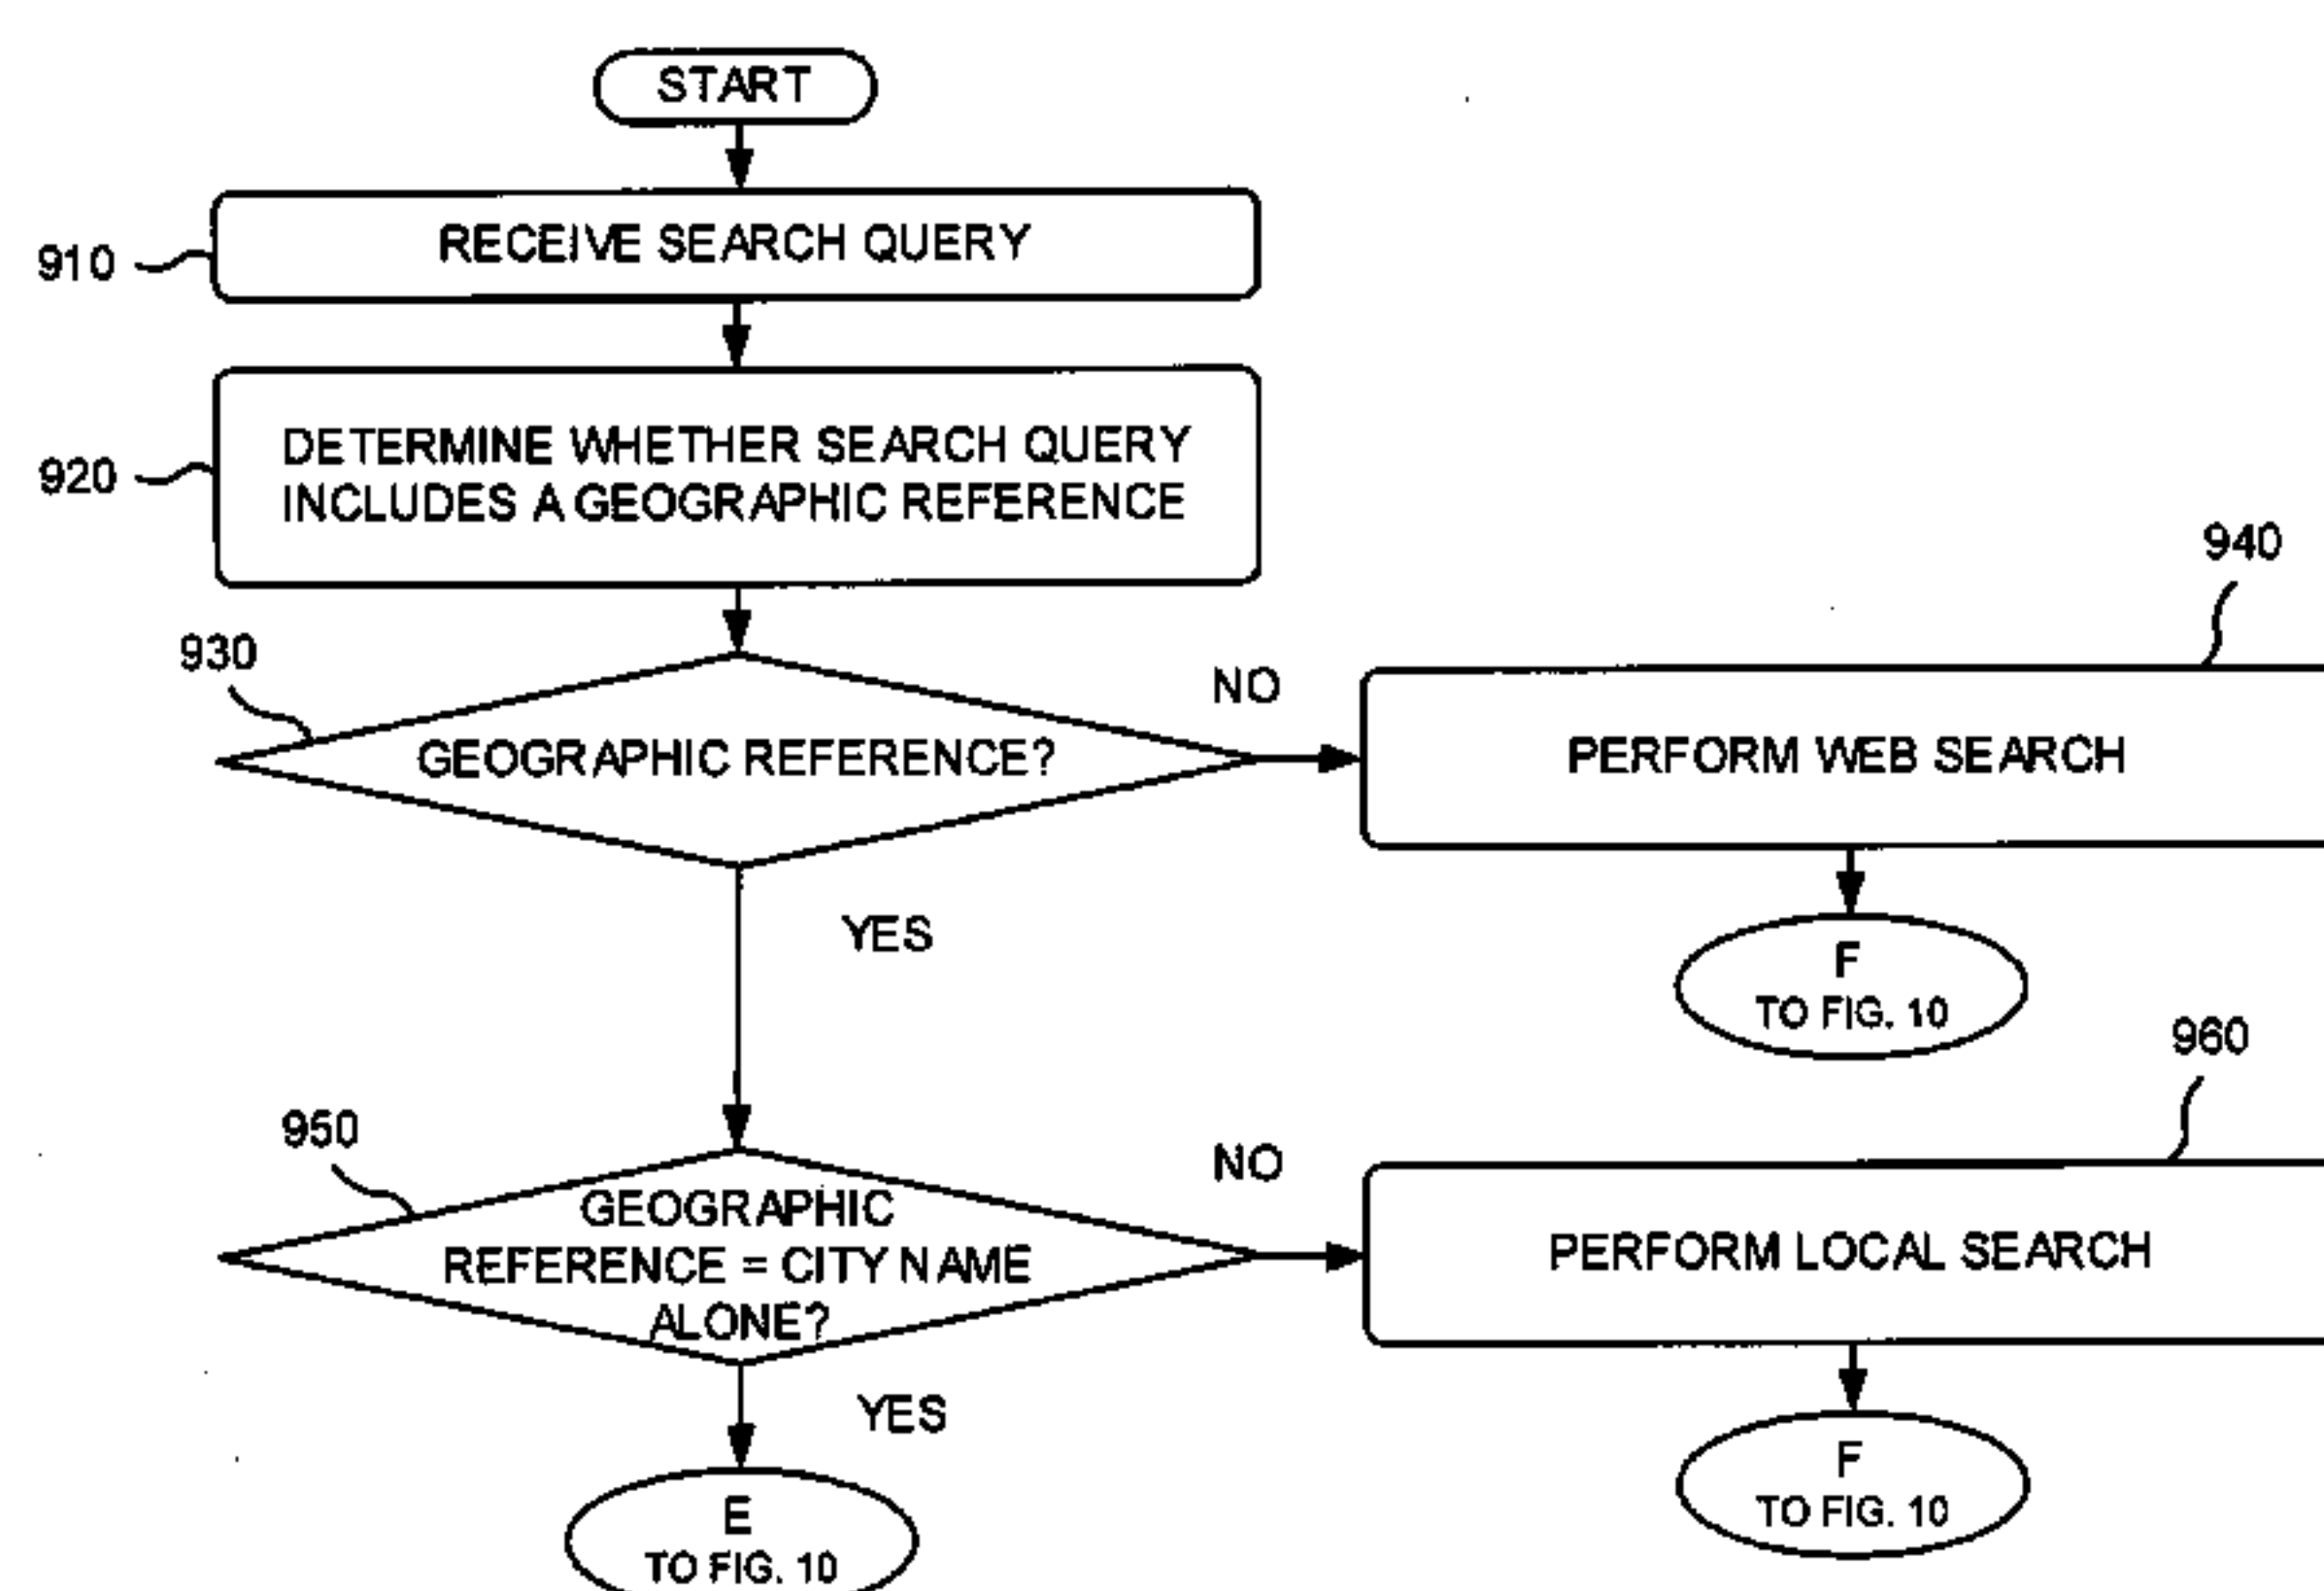 START
910
RECEIVE SEARCH QUERY
920
DETERMINE WHETHER SEARCH QUERY
INCLUDES A GEOGRAPHIC REFERENCE
930
GEOGRAPHIC REFERENCE?
NO
940
PERFORM WEB SEARCH
F
TO FIG. 10
YES
950
GEOGRAPHIC
REFERENCE = CITY NAME
ALONE?
NO
960
PERFORM LOCAL SEARCH
F
TO FIG. 10
YES
E
TO FIG. 10